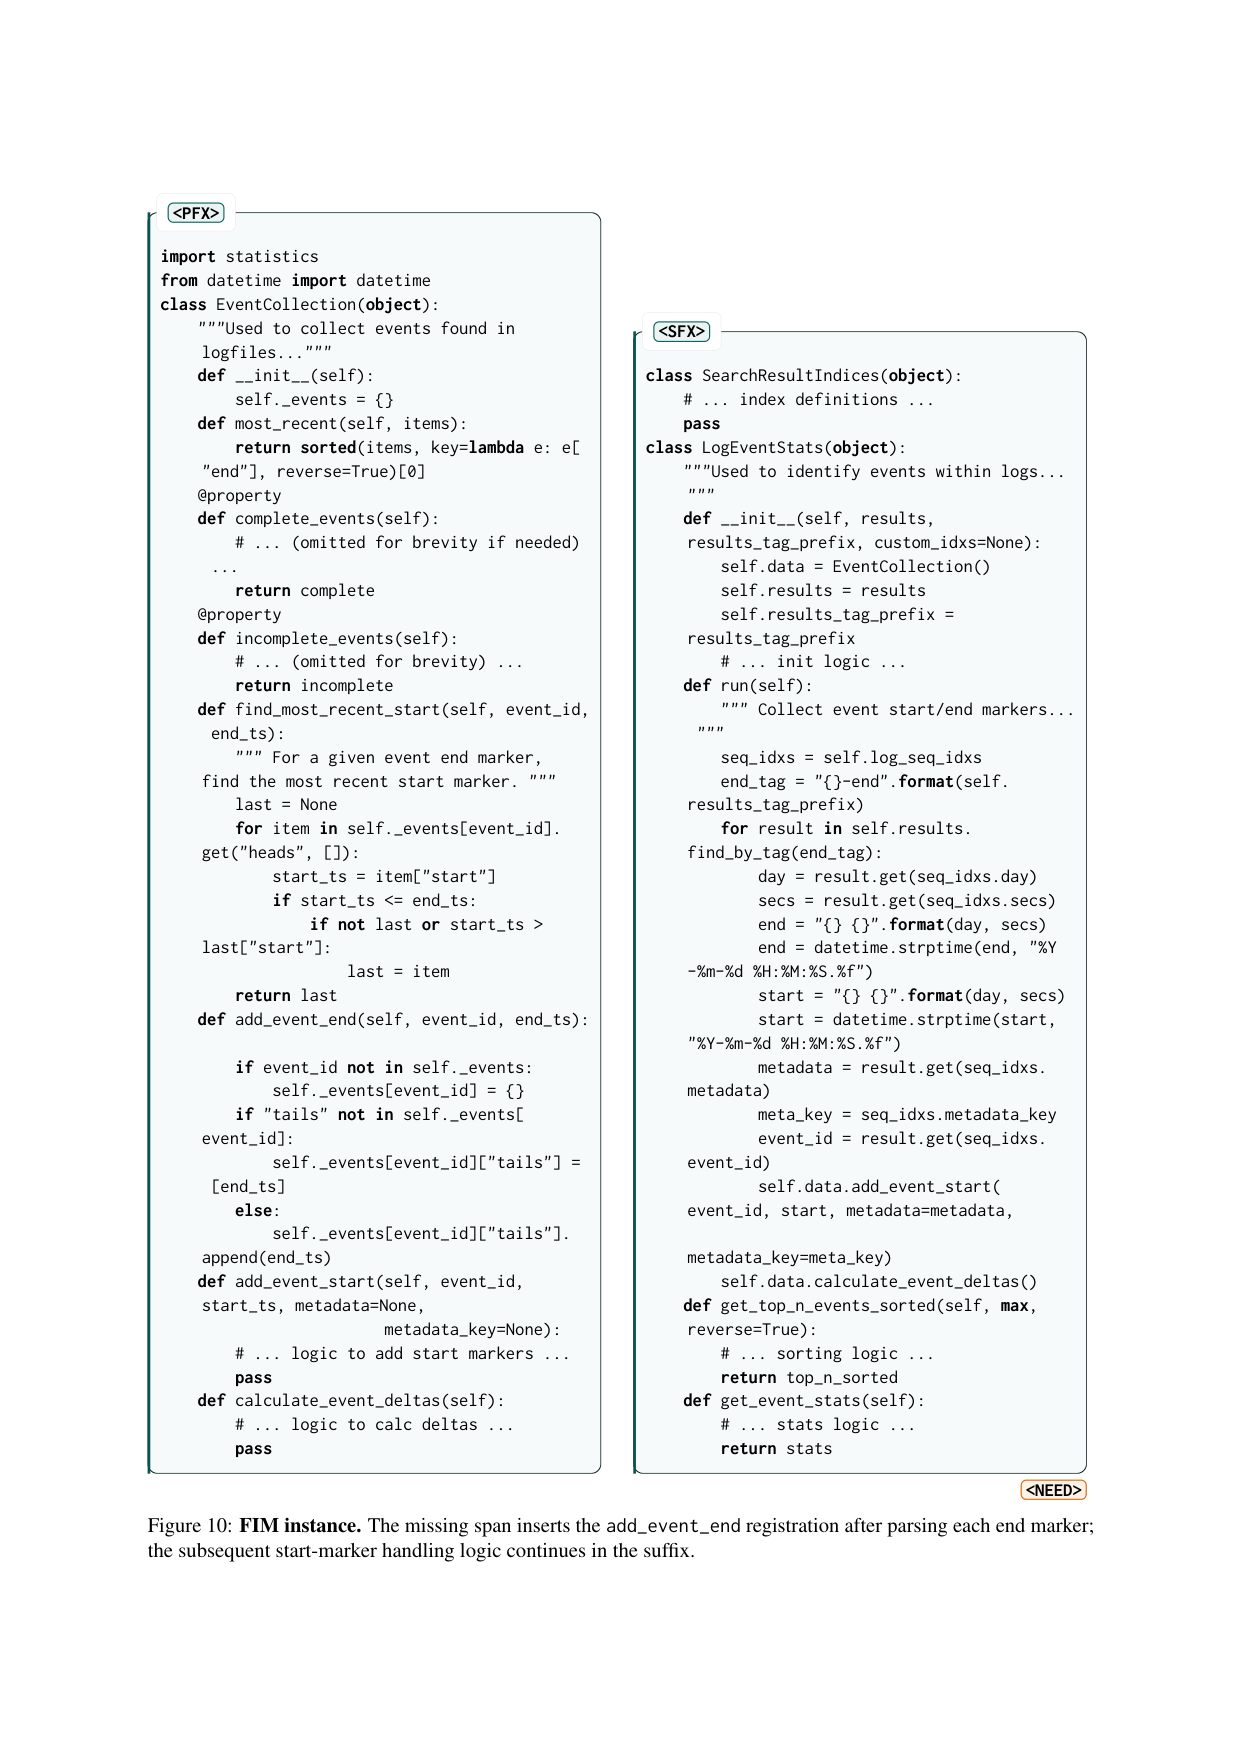 <PFX>
import statistics
from datetime import datetime
class EventCollection(object):
    """Used to collect events found in
    logfiles..."""
    def __init__(self):
        self._events = {}
    def most_recent(self, items):
        return sorted(items, key=lambda e: e[
    "end"], reverse=True)[0]
    @property
    def complete_events(self):
        # ... (omitted for brevity if needed)
     ...
        return complete
    @property
    def incomplete_events(self):
        # ... (omitted for brevity) ...
        return incomplete
    def find_most_recent_start(self, event_id,
     end_ts):
        """ For a given event end marker,
    find the most recent start marker. """
        last = None
        for item in self._events[event_id].
    get("heads", []):
            start_ts = item["start"]
            if start_ts <= end_ts:
                if not last or start_ts >
    last["start"]:
                    last = item
        return last
    def add_event_end(self, event_id, end_ts):
        if event_id not in self._events:
            self._events[event_id] = {}
        if "tails" not in self._events[
    event_id]:
            self._events[event_id]["tails"] =
     [end_ts]
        else:
            self._events[event_id]["tails"].
    append(end_ts)
    def add_event_start(self, event_id,
    start_ts, metadata=None,
                        metadata_key=None):
        # ... logic to add start markers ...
        pass
    def calculate_event_deltas(self):
        # ... logic to calc deltas ...
        pass
<SFX>
class SearchResultIndices(object):
    # ... index definitions ...
    pass
class LogEventStats(object):
    """Used to identify events within logs...
    """
    def __init__(self, results,
    results_tag_prefix, custom_idxs=None):
        self.data = EventCollection()
        self.results = results
        self.results_tag_prefix =
    results_tag_prefix
        # ... init logic ...
    def run(self):
        """ Collect event start/end markers...
     """
        seq_idxs = self.log_seq_idxs
        end_tag = "{}-end".format(self.
    results_tag_prefix)
        for result in self.results.
    find_by_tag(end_tag):
            day = result.get(seq_idxs.day)
            secs = result.get(seq_idxs.secs)
            end = "{} {}".format(day, secs)
            end = datetime.strptime(end, "%Y
    -%m-%d %H:%M:%S.%f")
            start = "{} {}".format(day, secs)
            start = datetime.strptime(start,
    "%Y-%m-%d %H:%M:%S.%f")
            metadata = result.get(seq_idxs.
    metadata)
            meta_key = seq_idxs.metadata_key
            event_id = result.get(seq_idxs.
    event_id)
            self.data.add_event_start(
    event_id, start, metadata=metadata,
    metadata_key=meta_key)
        self.data.calculate_event_deltas()
    def get_top_n_events_sorted(self, max,
    reverse=True):
        # ... sorting logic ...
        return top_n_sorted
    def get_event_stats(self):
        # ... stats logic ...
        return stats
<NEED>
Figure 10: FIM instance. The missing span inserts the add_event_end registration after parsing each end marker;
the subsequent start-marker handling logic continues in the suffix.